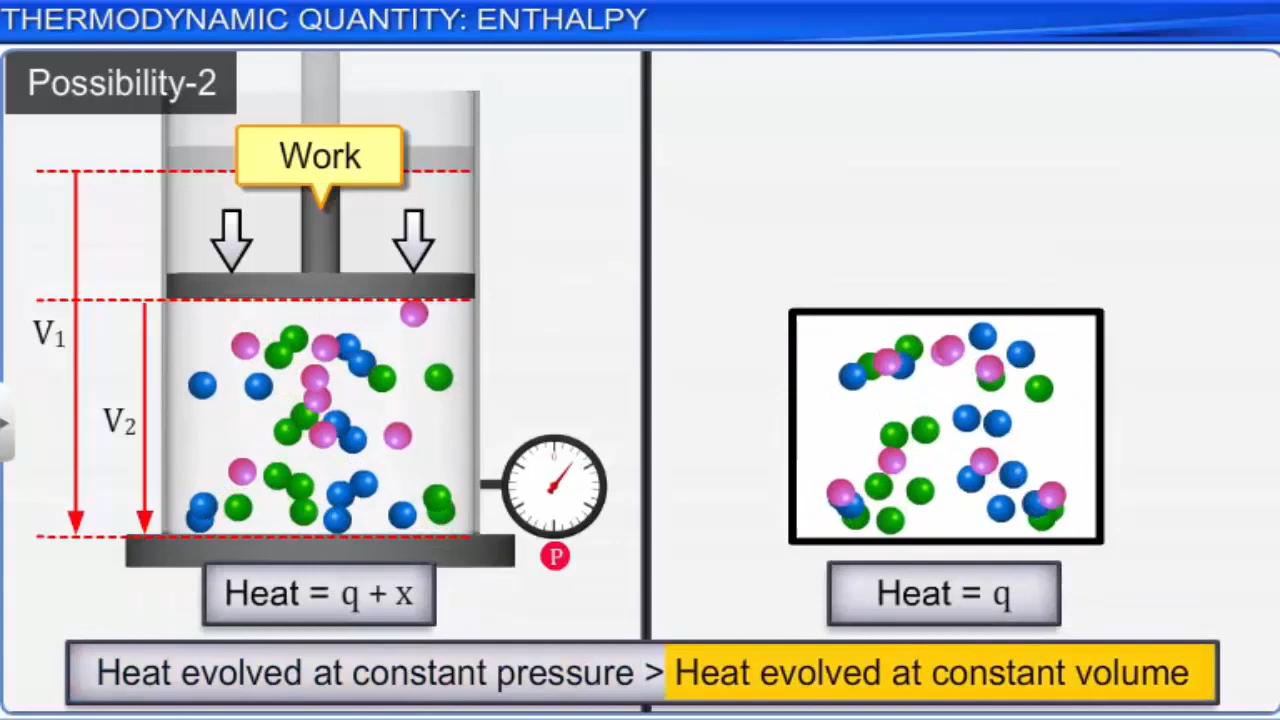 THERMODYNAMIC QUANTITY: ENTHALPY
Possibility-2
Work
V₁
V₂
P
Heat = q + x
Heat = q
Heat evolved at constant pressure > Heat evolved at constant volume